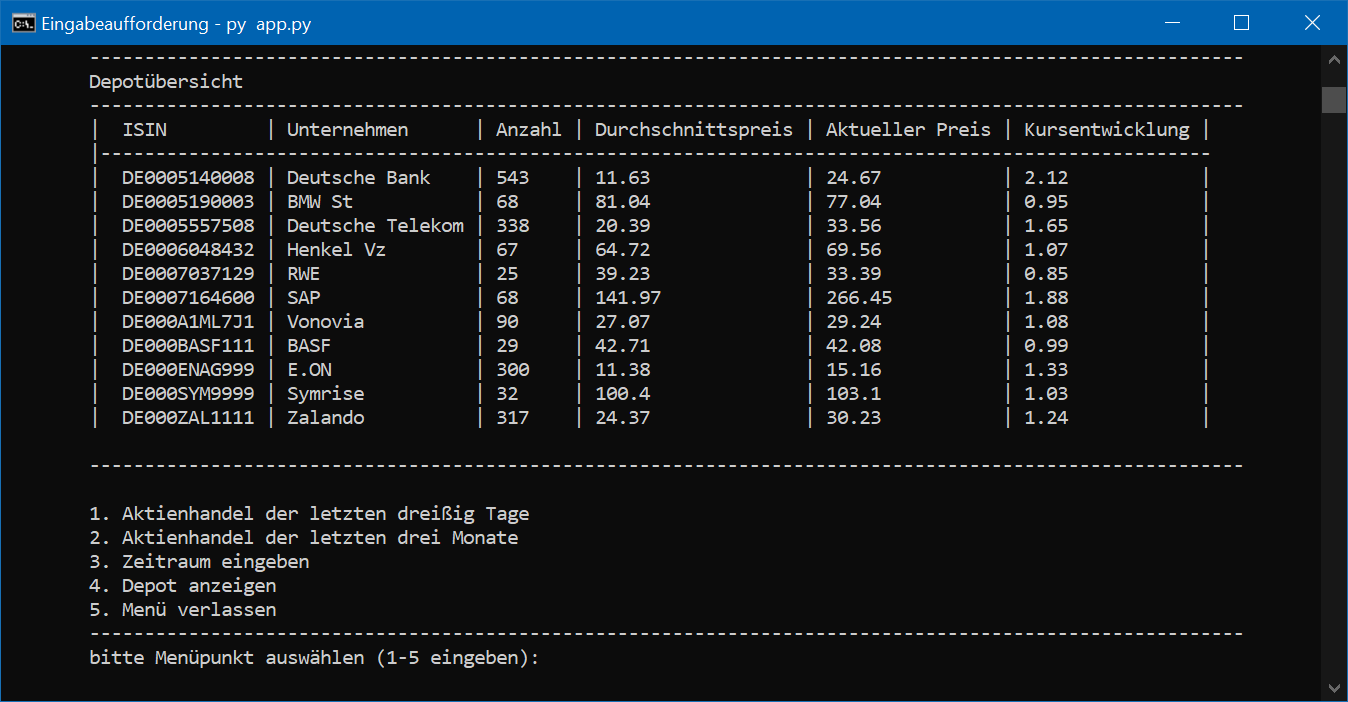 Eingabeaufforderung - py app.py
---------------------------------------------------------------------------------------------------------
Depotübersicht
---------------------------------------------------------------------------------------------------------
|  ISIN         | Unternehmen      | Anzahl | Durchschnittspreis | Aktueller Preis | Kursentwicklung |
|-----------------------------------------------------------------------------------------------------
|  DE0005140008 | Deutsche Bank    | 543    | 11.63              | 24.67           | 2.12            |
|  DE0005190003 | BMW St           | 68     | 81.04              | 77.04           | 0.95            |
|  DE0005557508 | Deutsche Telekom | 338    | 20.39              | 33.56           | 1.65            |
|  DE0006048432 | Henkel Vz        | 67     | 64.72              | 69.56           | 1.07            |
|  DE0007037129 | RWE              | 25     | 39.23              | 33.39           | 0.85            |
|  DE0007164600 | SAP              | 68     | 141.97             | 266.45          | 1.88            |
|  DE000A1ML7J1 | Vonovia          | 90     | 27.07              | 29.24           | 1.08            |
|  DE000BASF111 | BASF             | 29     | 42.71              | 42.08           | 0.99            |
|  DE000ENAG999 | E.ON             | 300    | 11.38              | 15.16           | 1.33            |
|  DE000SYM9999 | Symrise          | 32     | 100.4              | 103.1           | 1.03            |
|  DE000ZAL1111 | Zalando          | 317    | 24.37              | 30.23           | 1.24            |
---------------------------------------------------------------------------------------------------------
1. Aktienhandel der letzten dreißig Tage
2. Aktienhandel der letzten drei Monate
3. Zeitraum eingeben
4. Depot anzeigen
5. Menü verlassen
---------------------------------------------------------------------------------------------------------
bitte Menüpunkt auswählen (1-5 eingeben):